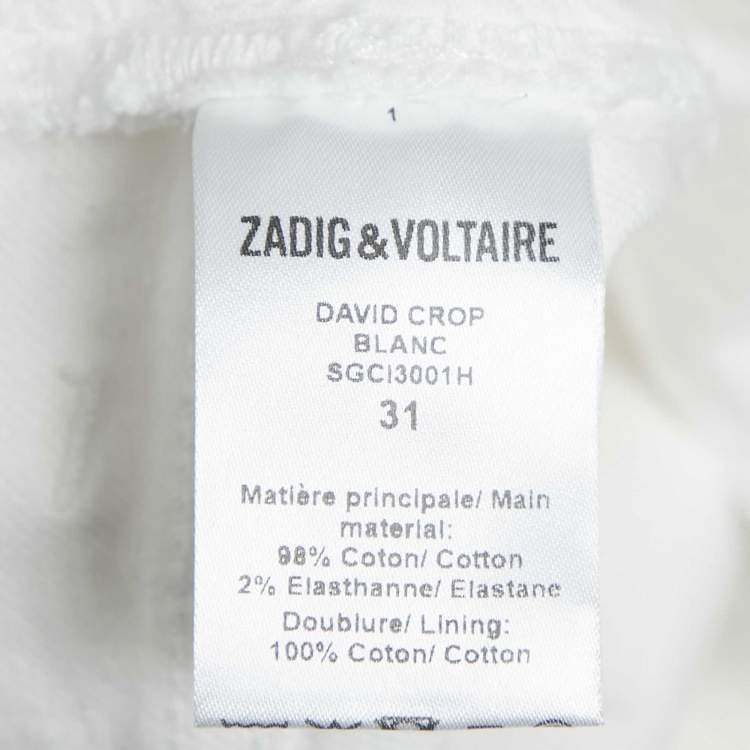 1
ZADIG & VOLTAIRE
DAVID CROP
BLANC
SGCI3001H
31
Matière principale/ Main
material:
98% Coton/ Cotton
2% Elasthanne/ Elastane
Doublure/ Lining:
100% Coton/ Cotton